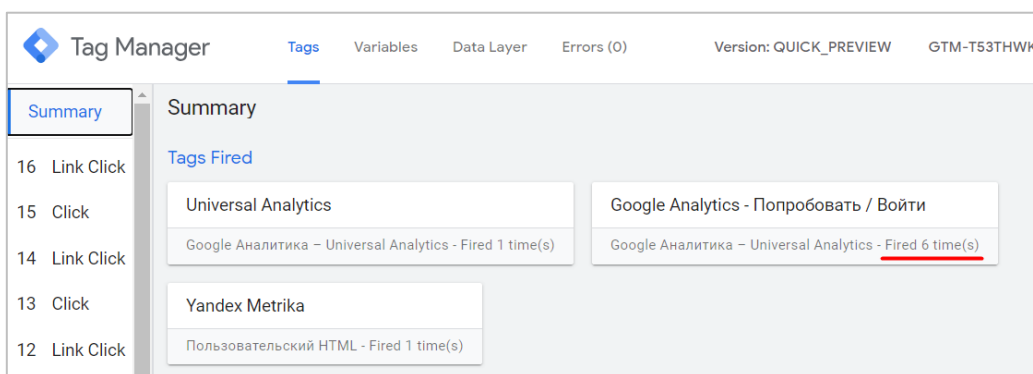 Tag Manager
Tags Variables Data Layer Errors (0) Version: QUICK_PREVIEW GTM-T53THWK
Summary
16 Link Click
15 Click
14 Link Click
13 Click
12 Link Click
Summary
Tags Fired
Universal Analytics
Google Аналитика – Universal Analytics - Fired 1 time(s)
Google Analytics - Попробовать / Войти
Google Аналитика – Universal Analytics - Fired 6 time(s)
Yandex Metrika
Пользовательский HTML - Fired 1 time(s)